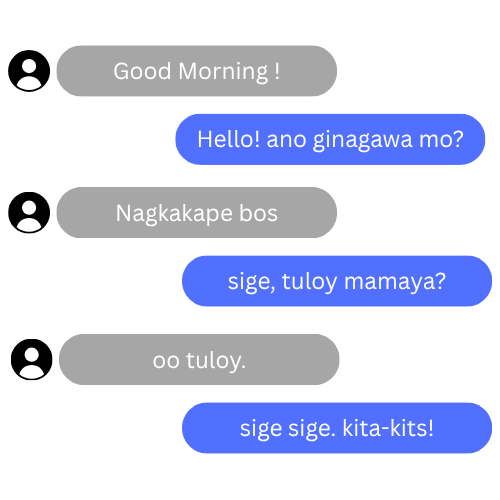 Good Morning !
Hello! ano ginagawa mo?
Nagkakape bos
sige, tuloy mamaya?
oo tuloy.
sige sige. kita-kits!